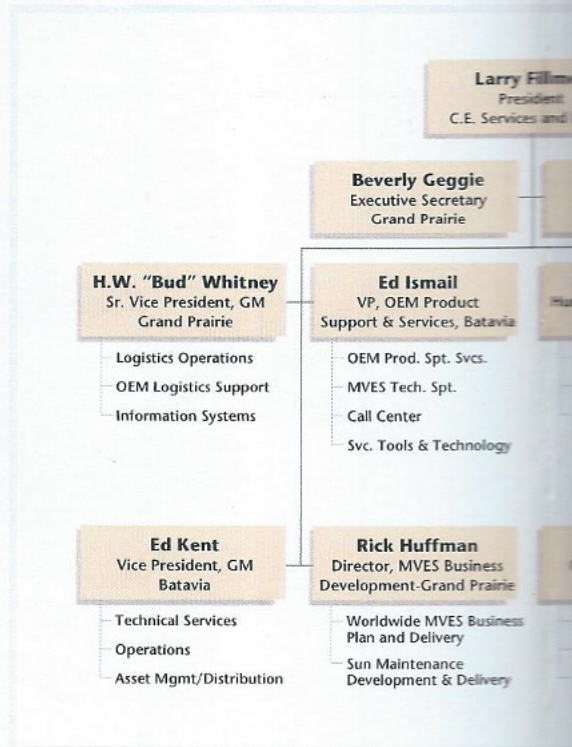 Larry
President
C.E. Services and
Beverly Geggie
Executive Secretary
Grand Prairie
H.W. "Bud" Whitney
Sr. Vice President, GM
Grand Prairie
Logistics Operations
OEM Logistics Support
Information Systems
Ed Ismail
VP, OEM Product
Support & Services, Batavia
OEM Prod. Spt. Svcs.
MVES Tech. Spt.
Call Center
Svc. Tools & Technology
Ed Kent
Vice President, GM
Batavia
Technical Services
Operations
Asset Mgmt/Distribution
Rick Huffman
Director, MVES Business
Development-Grand Prairie
Worldwide MVES Business
Plan and Delivery
Sun Maintenance
Development & Delivery